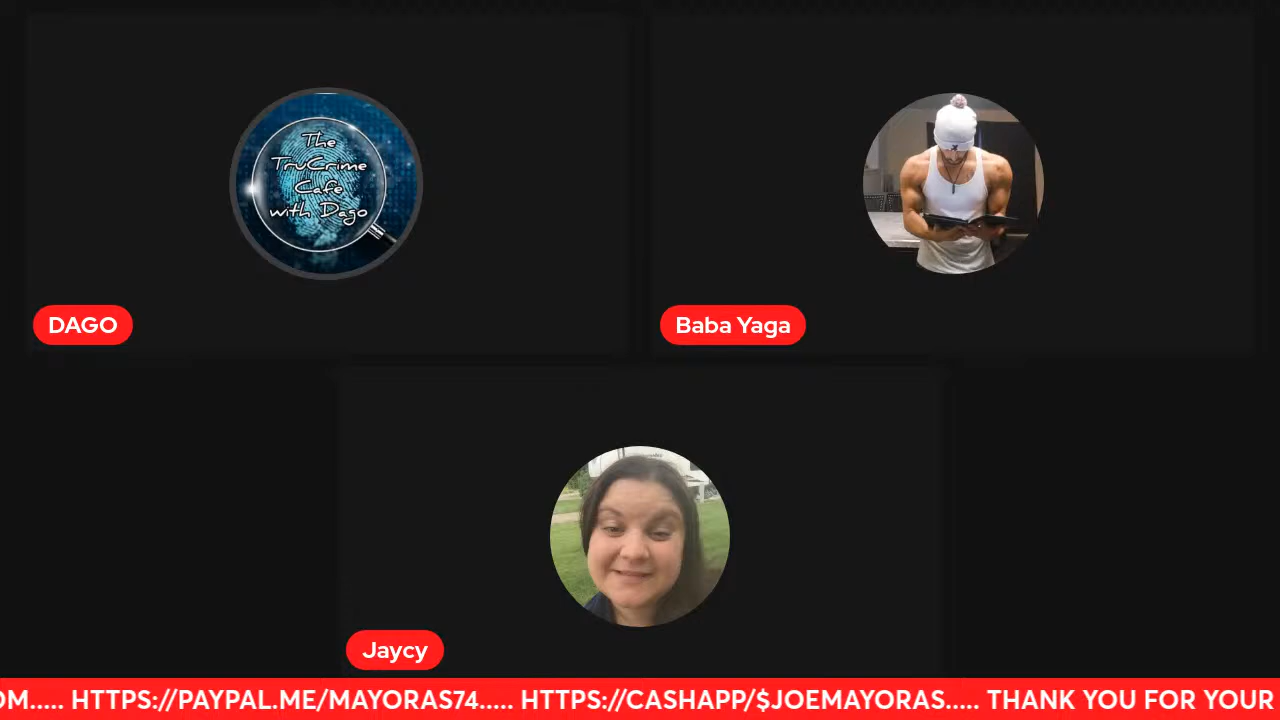 The
TruCrime
Cafe
with Dago
DAGO
Baba Yaga
Jaycy
OM..... HTTPS://PAYPAL.ME/MAYORAS74..... HTTPS://CASHAPP/$JOEMAYORAS..... THANK YOU FOR YOUR